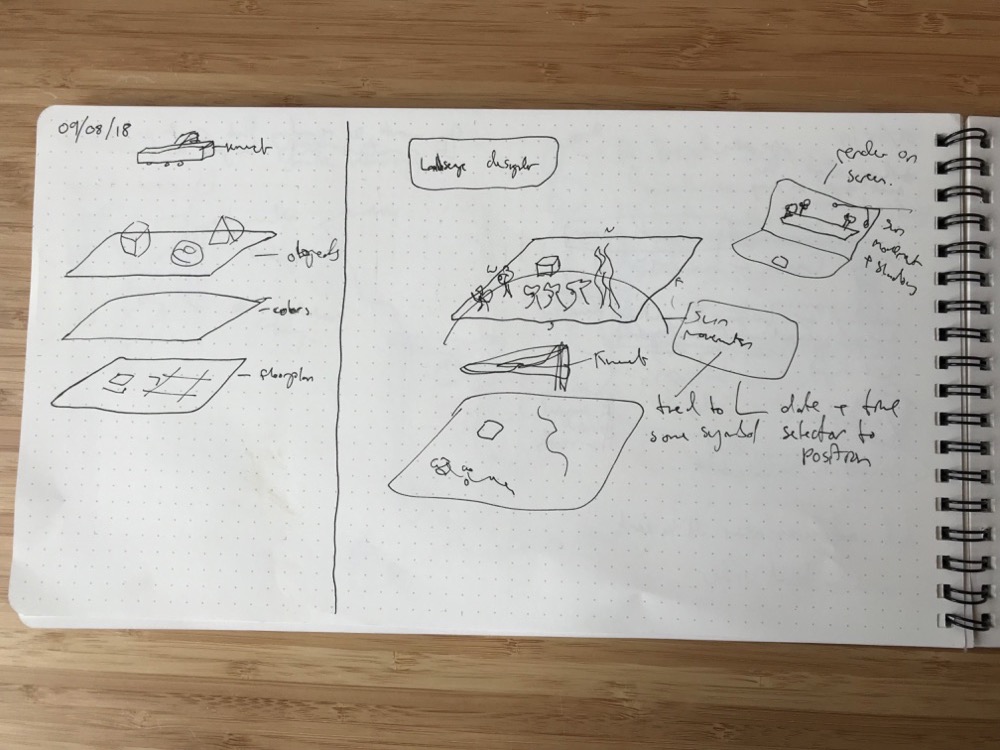 09/08/18
Kinect
objects
colors
floorplan
Landscape designer
render on
screen.
Sun
movement
+ shadows
N
W
S
Sun
movement
Kinect
tied to
some symbol
date + time
selector to
position